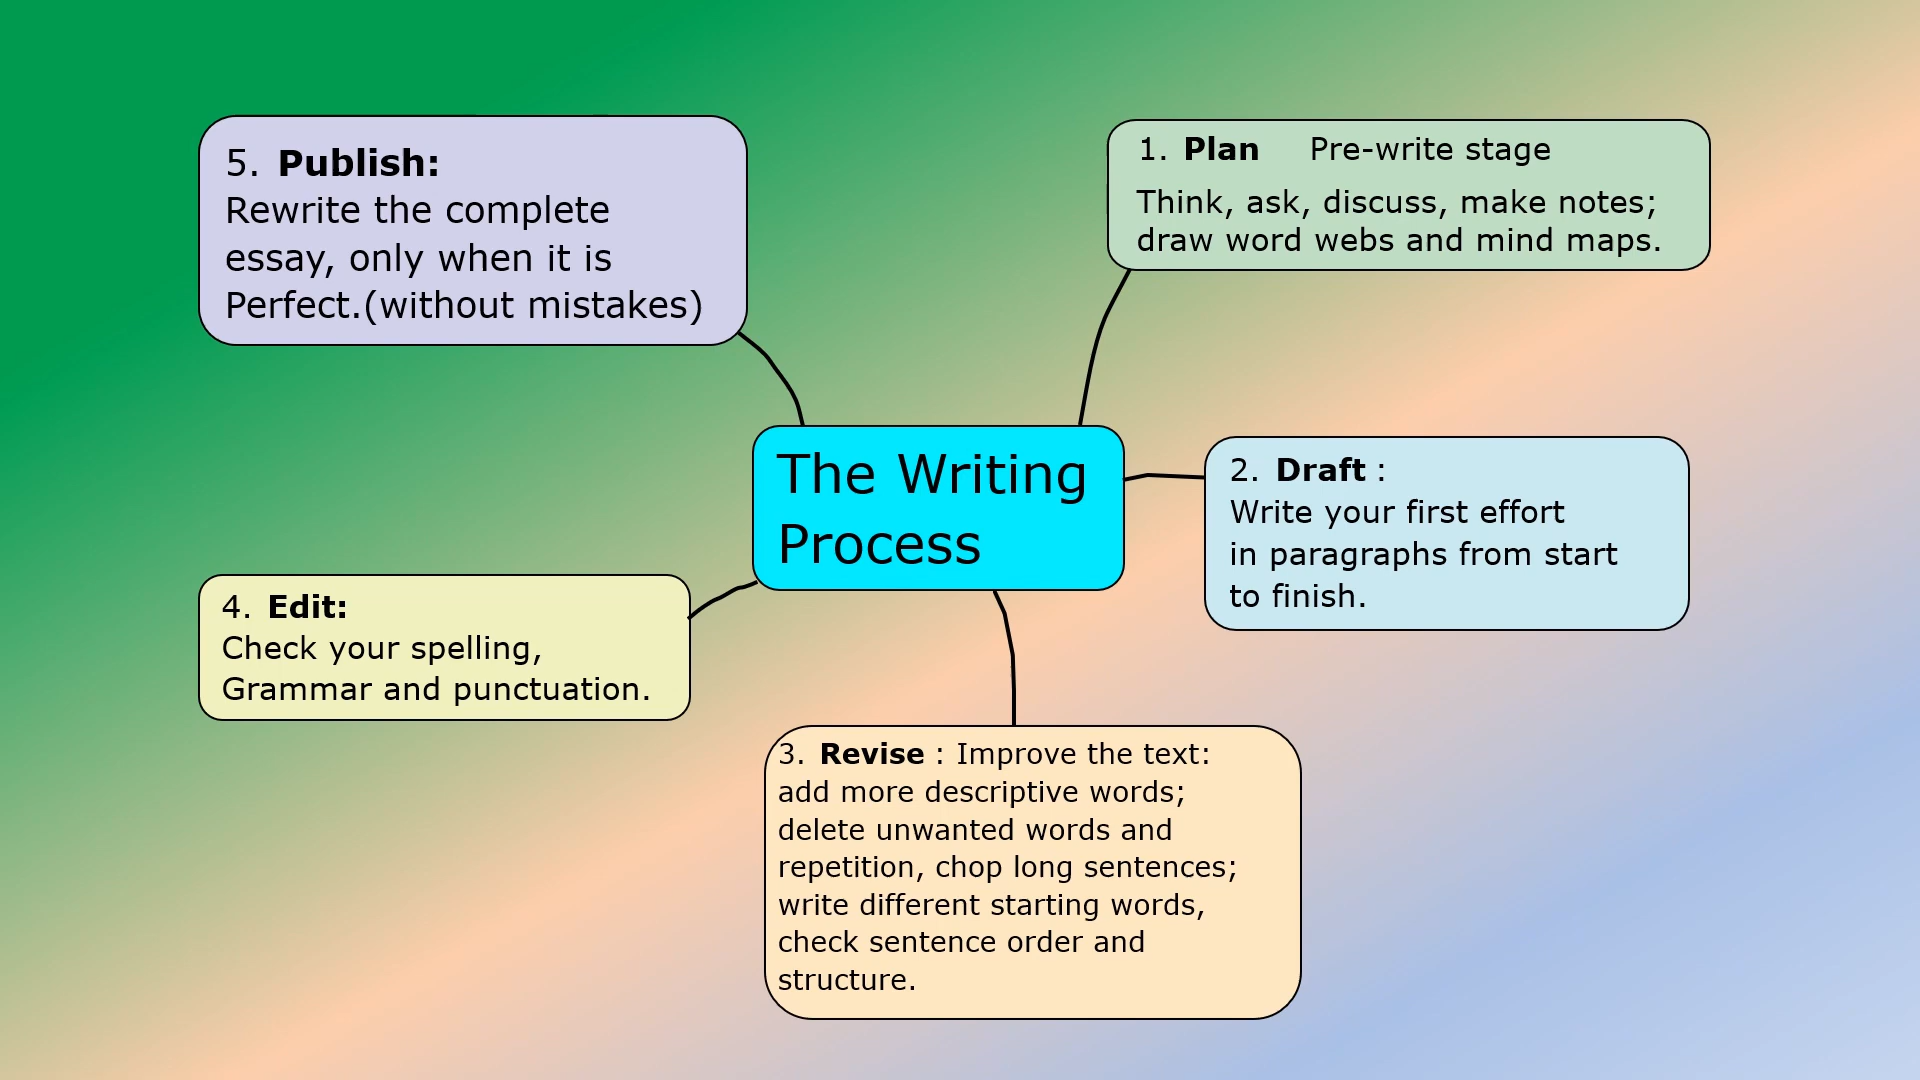 The Writing
Process
1. Plan Pre-write stage
Think, ask, discuss, make notes;
draw word webs and mind maps.
2. Draft :
Write your first effort
in paragraphs from start
to finish.
3. Revise : Improve the text:
add more descriptive words;
delete unwanted words and
repetition, chop long sentences;
write different starting words,
check sentence order and
structure.
4. Edit:
Check your spelling,
Grammar and punctuation.
5. Publish:
Rewrite the complete
essay, only when it is
Perfect.(without mistakes)